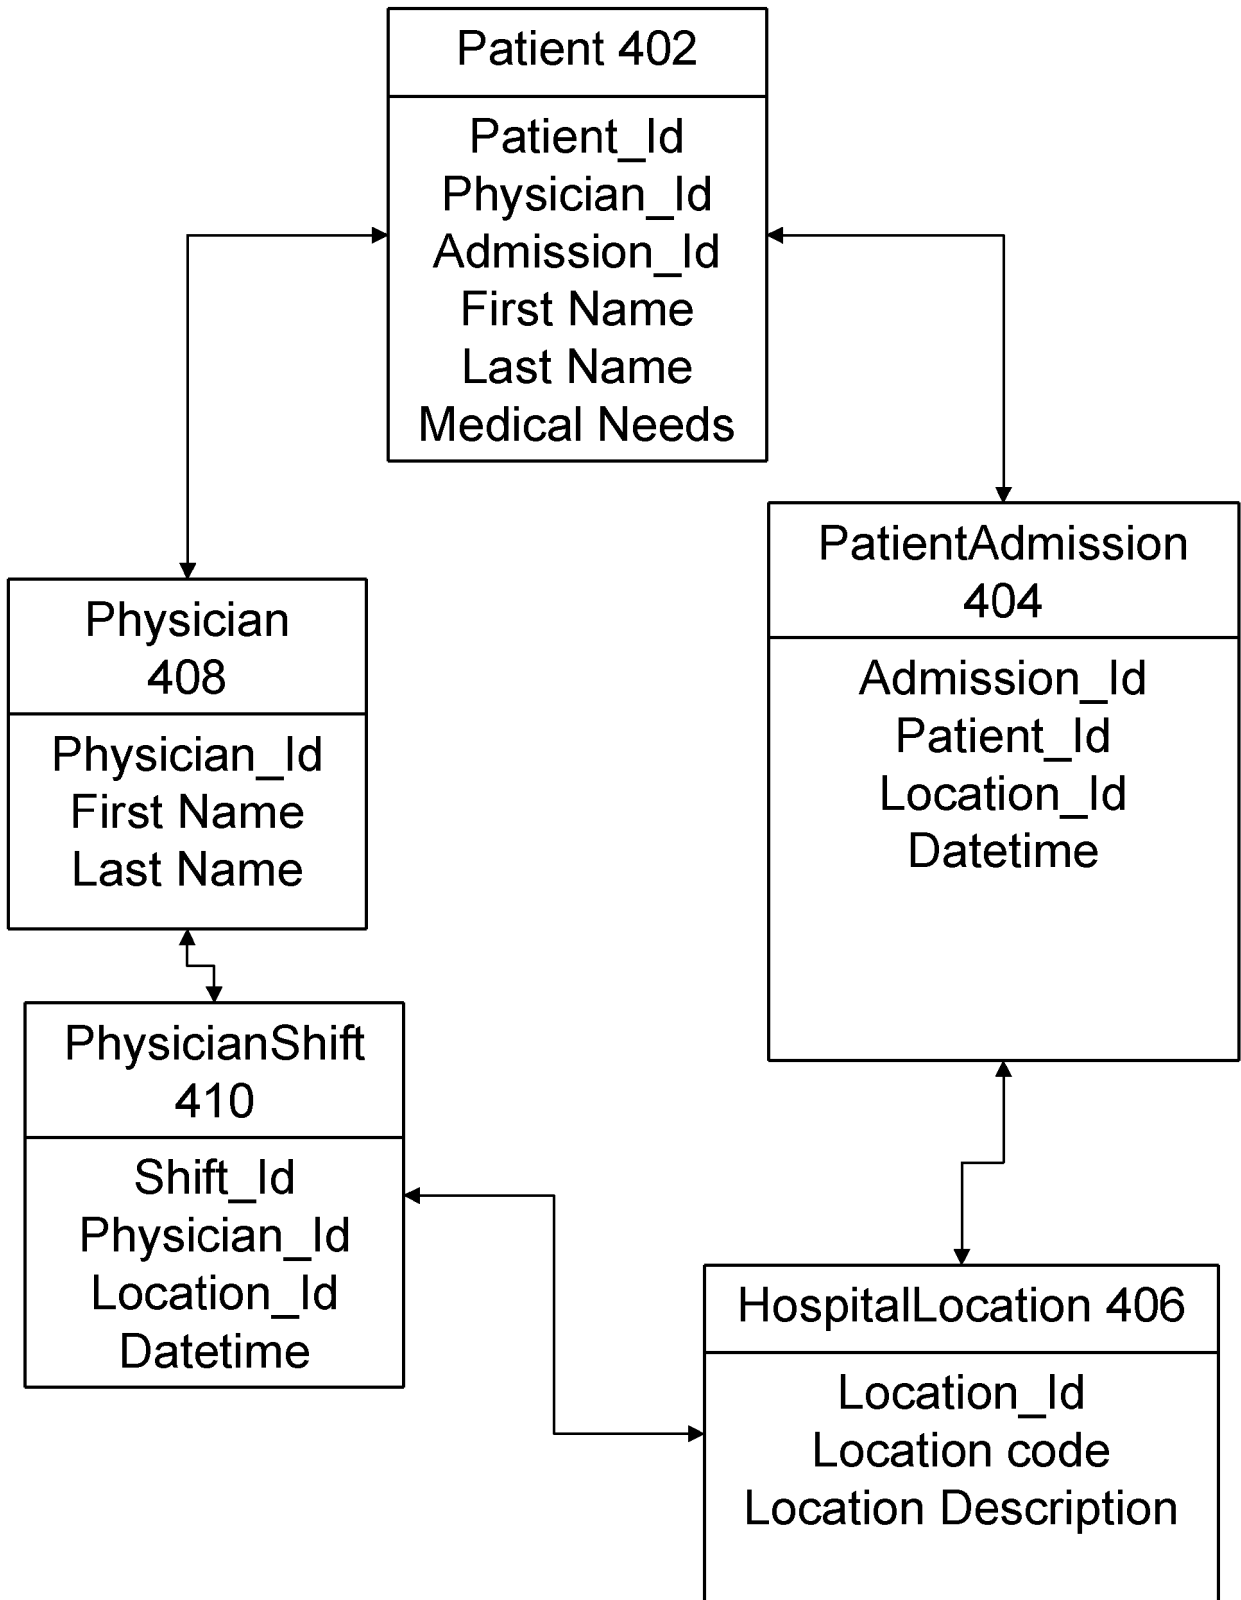 Patient 402
Patient_Id
Physician_Id
Admission_Id
First Name
Last Name
Medical Needs
PatientAdmission
404
Admission_Id
Patient_Id
Location_Id
Datetime
Physician
408
Physician_Id
First Name
Last Name
PhysicianShift
410
Shift_Id
Physician_Id
Location_Id
Datetime
HospitalLocation 406
Location_Id
Location code
Location Description